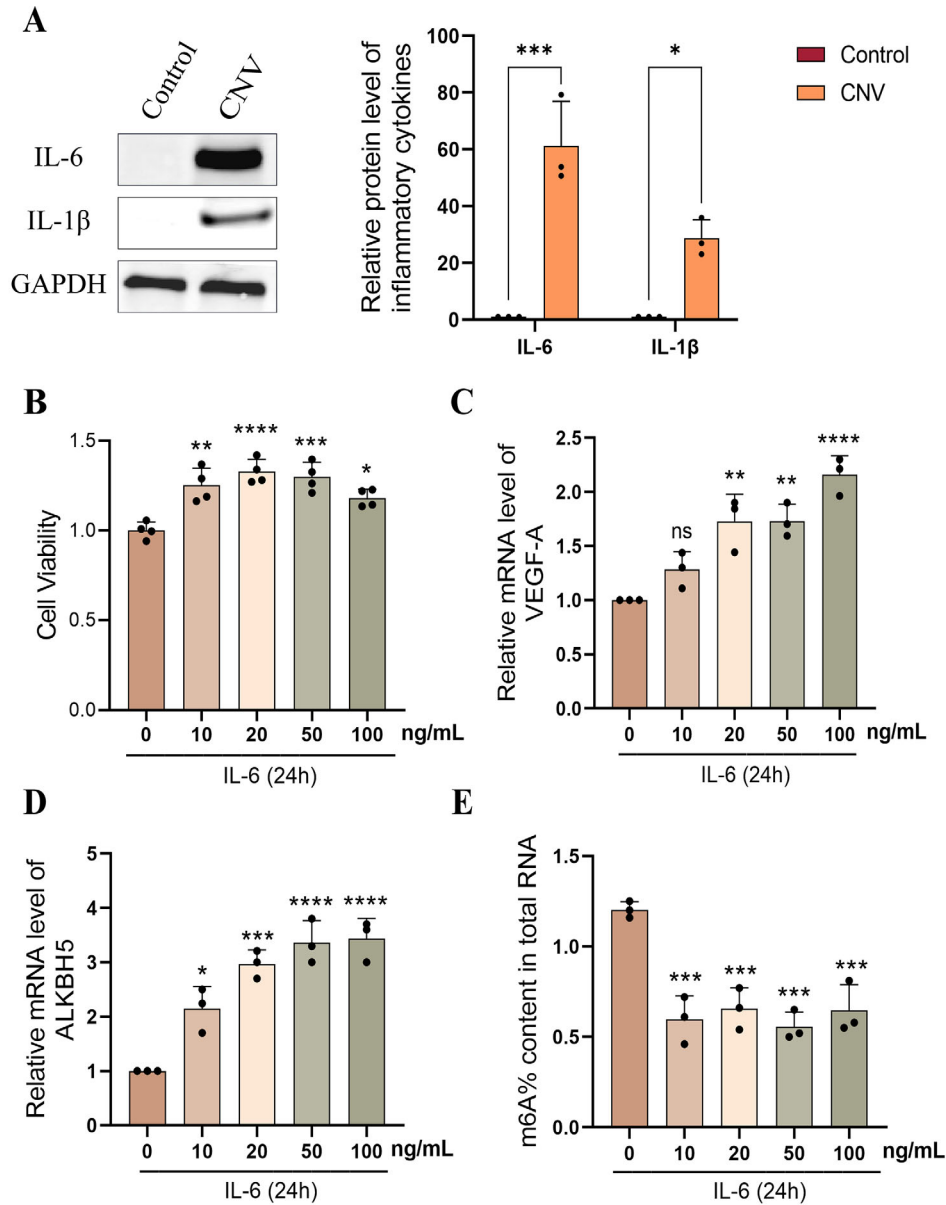 A
Control
CNV
IL-6
IL-1β
GAPDH
Relative protein level of
inflammatory cytokines
100
80
60
40
20
0
***
*
IL-6
IL-1β
Control
CNV
B
Cell Viability
1.5
1.0
0.5
0.0
**
****
***
*
0 10 20 50 100 ng/mL
IL-6 (24h)
C
Relative mRNA level of
VEGF-A
2.5
2.0
1.5
1.0
0.5
0.0
ns
**
**
****
0 10 20 50 100 ng/mL
IL-6 (24h)
D
Relative mRNA level of
ALKBH5
5
4
3
2
1
0
*
***
****
****
0 10 20 50 100 ng/mL
IL-6 (24h)
E
m6A% content in total RNA
1.5
1.0
0.5
0.0
***
***
***
***
0 10 20 50 100 ng/mL
IL-6 (24h)